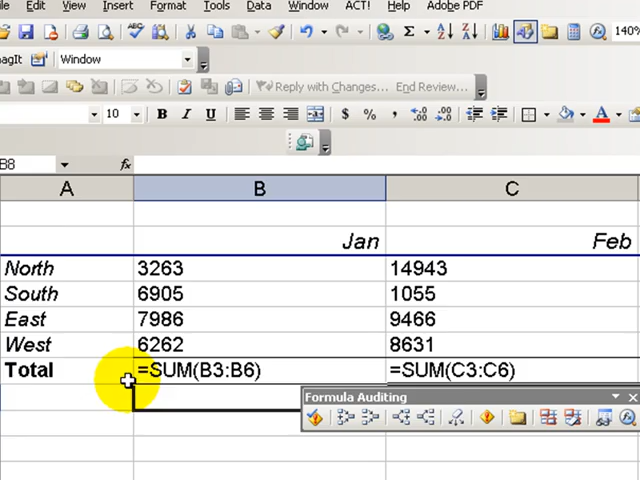 File Edit View Insert Format Tools Data Window ACT! Help Adobe PDF
140%
nagIt Window
Reply with Changes... End Review...
10 B I U $ % , A
B8 fx
A B C
Jan Feb
North 3263 14943
South 6905 1055
East 7986 9466
West 6262 8631
Total =SUM(B3:B6) =SUM(C3:C6)
Formula Auditing